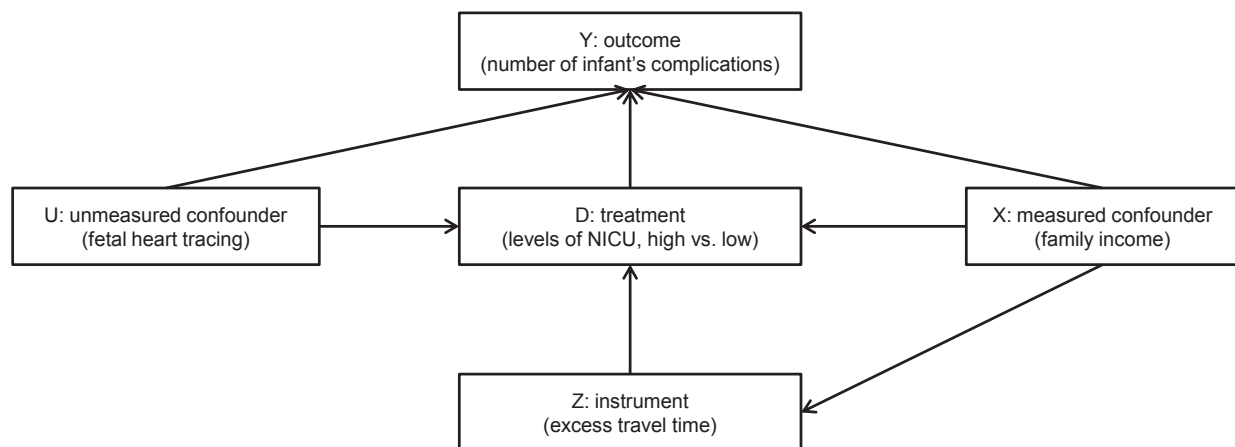 Y: outcome
(number of infant's complications)
U: unmeasured confounder
(fetal heart tracing)
D: treatment
(levels of NICU, high vs. low)
X: measured confounder
(family income)
Z: instrument
(excess travel time)